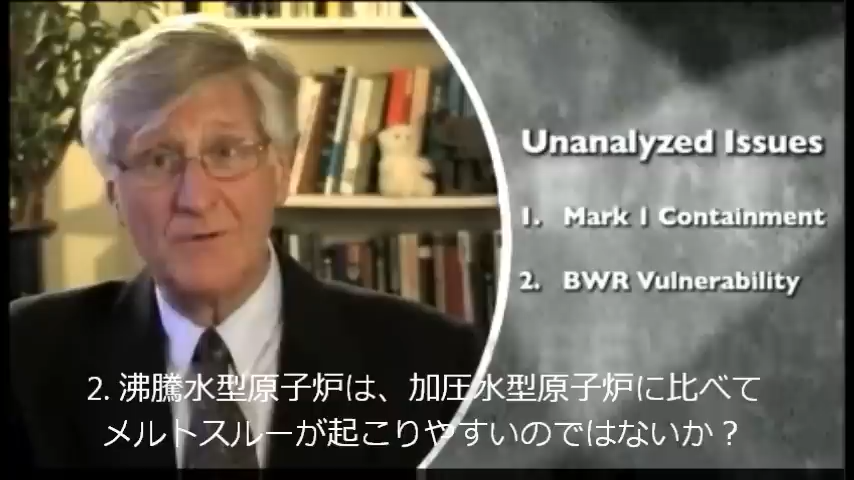 Unanalyzed Issues
1. Mark 1 Containment
2. BWR Vulnerability
2. 沸騰水型原子炉は、加圧水型原子炉に比べて
メルトスルーが起こりやすいのではないか？